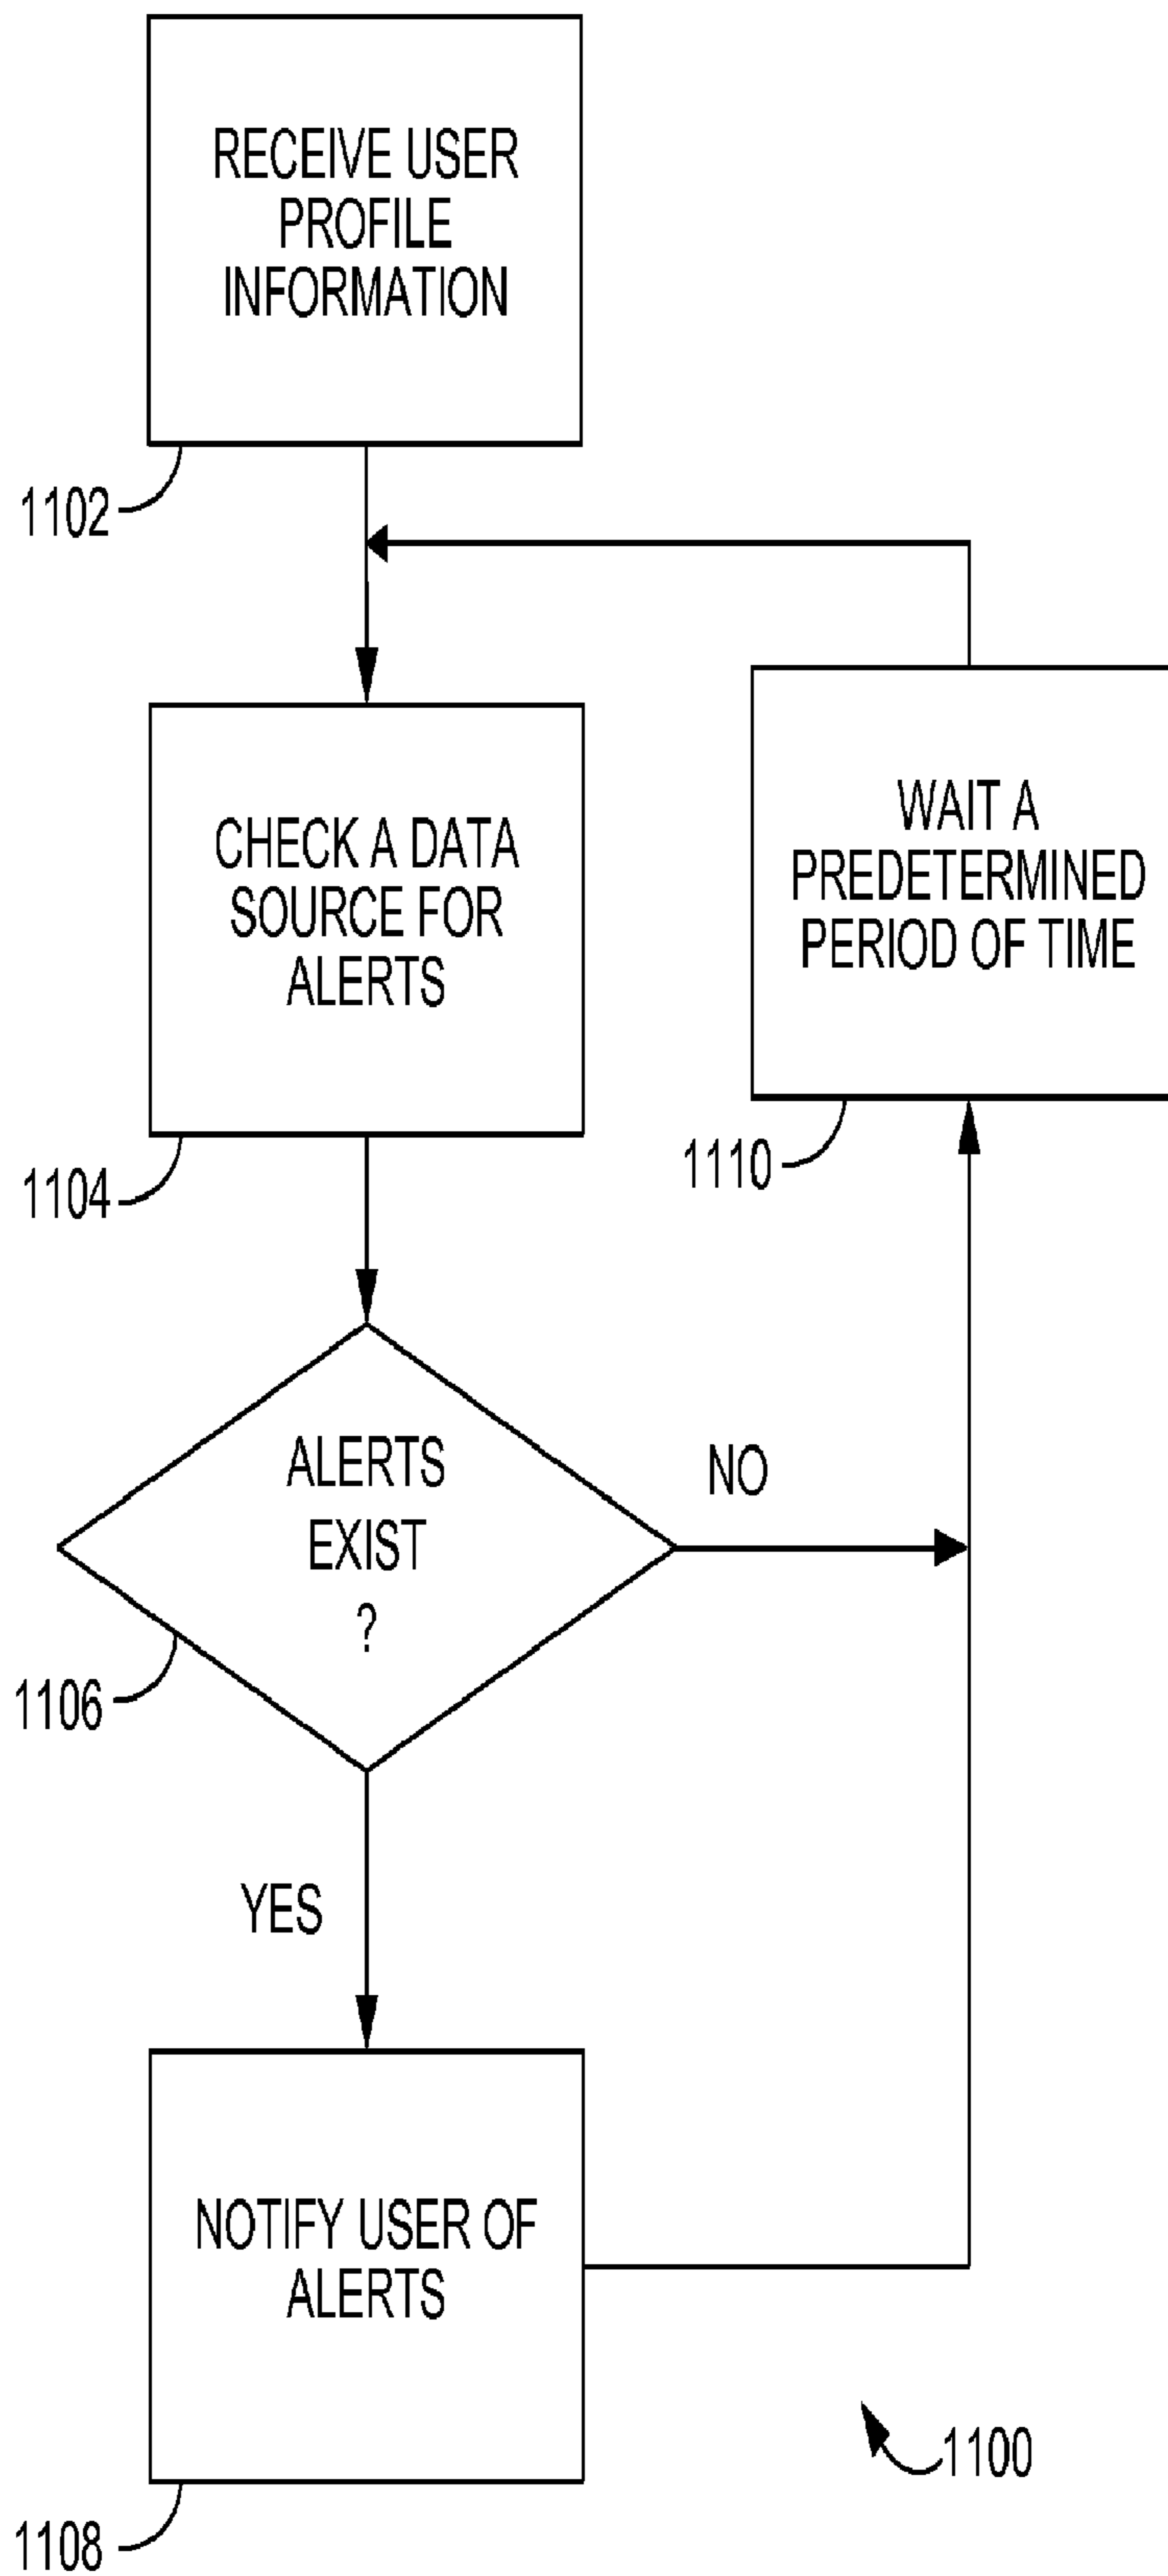 RECEIVE USER
PROFILE
INFORMATION
1102
CHECK A DATA
SOURCE FOR
ALERTS
1104
WAIT A
PREDETERMINED
PERIOD OF TIME
1110
ALERTS
EXIST
?
NO
1106
YES
NOTIFY USER OF
ALERTS
1108
1100